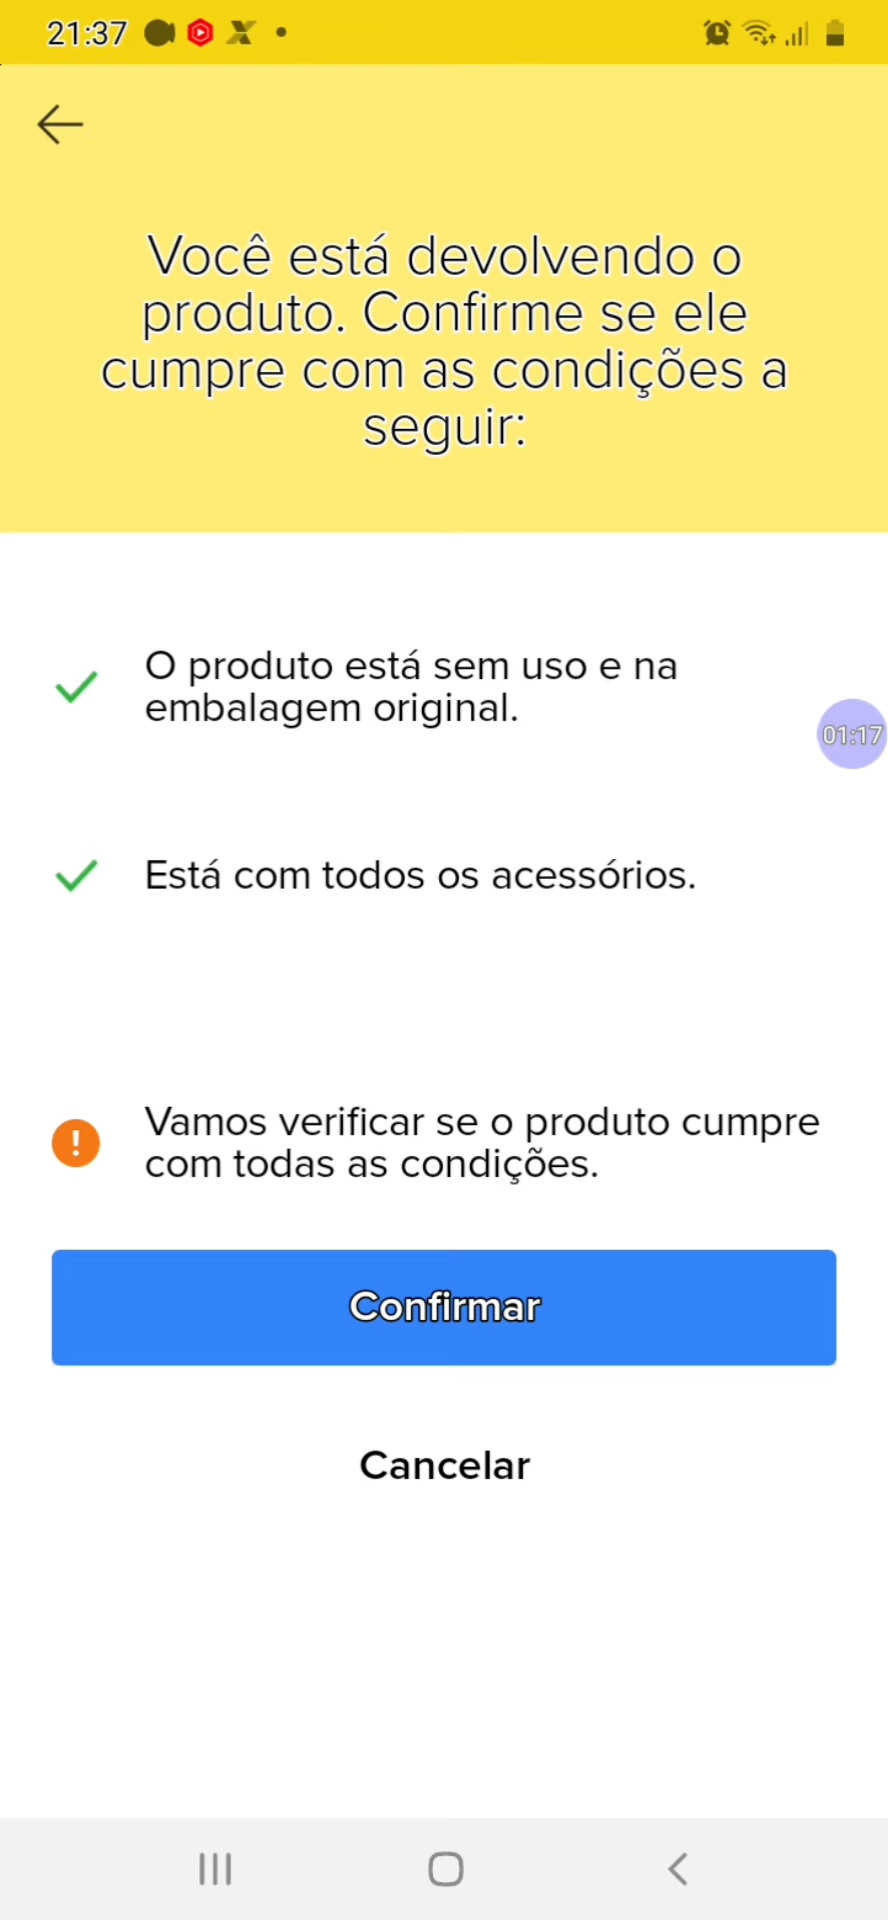 21:37
Você está devolvendo o
produto. Confirme se ele
cumpre com as condições a
seguir:
O produto está sem uso e na
embalagem original.
01:17
Está com todos os acessórios.
!
Vamos verificar se o produto cumpre
com todas as condições.
Confirmar
Cancelar